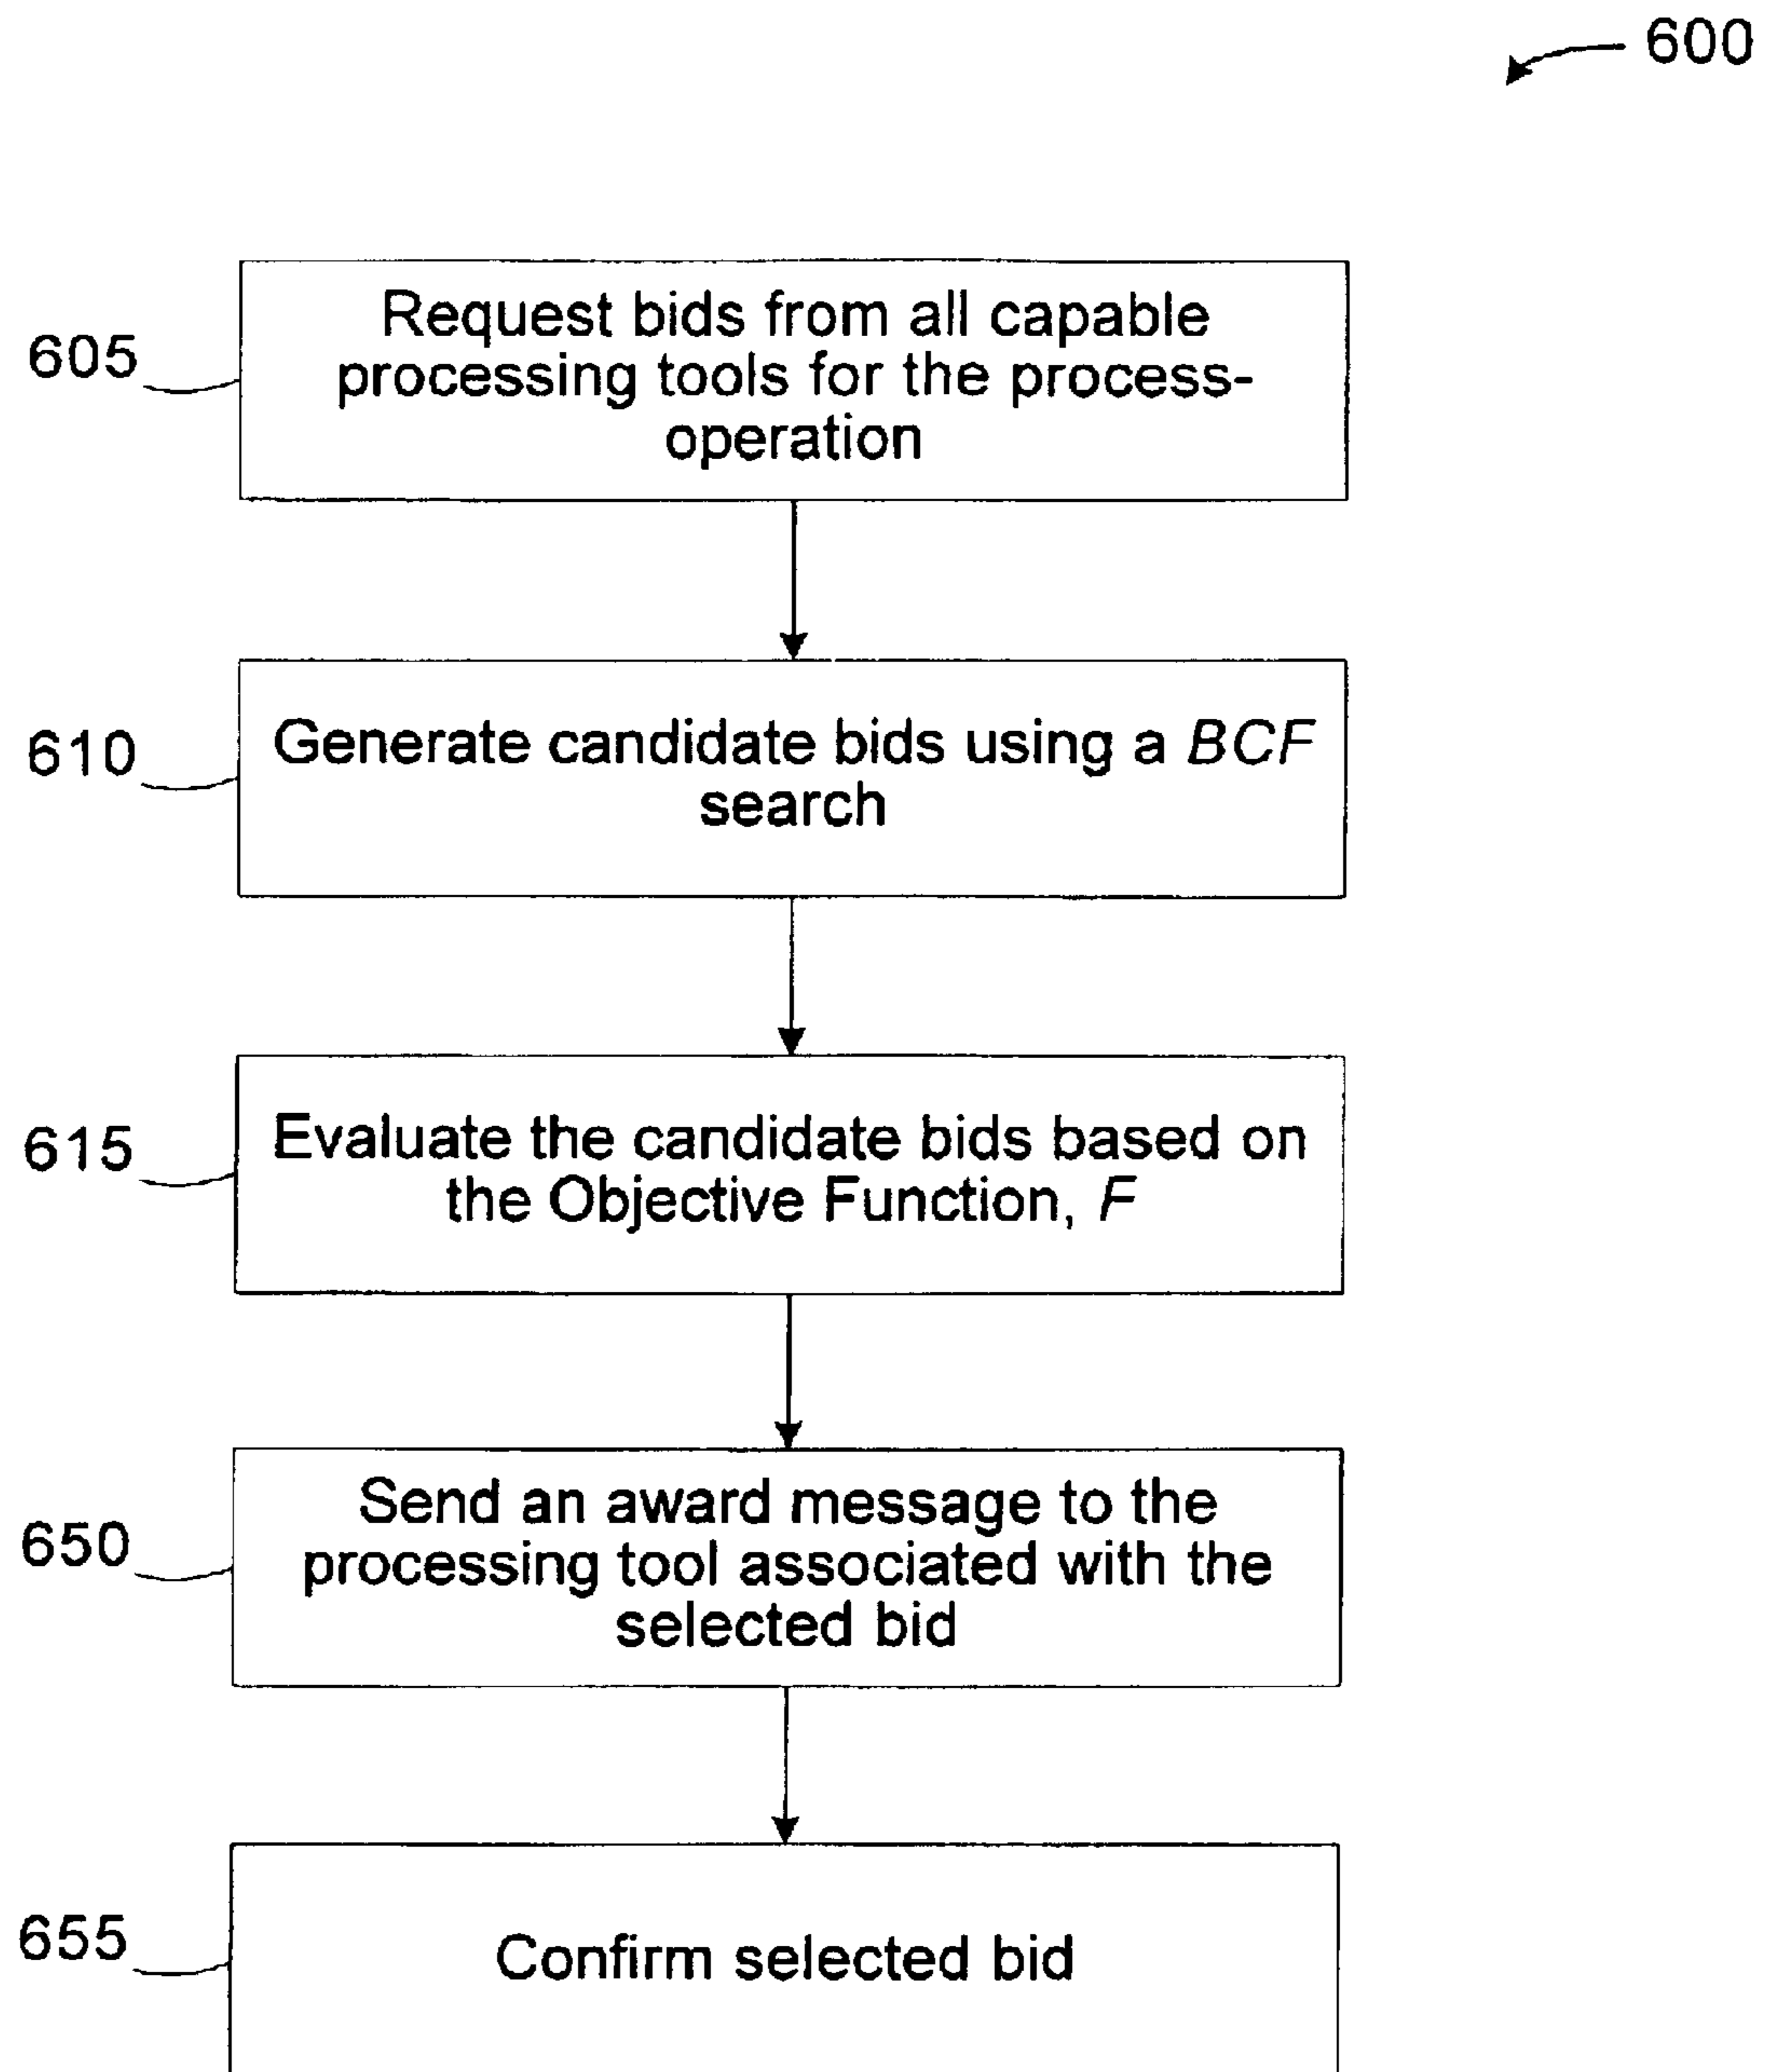 600
605
Request bids from all capable
processing tools for the process-
operation
610
Generate candidate bids using a BCF
search
615
Evaluate the candidate bids based on
the Objective Function, F
650
Send an award message to the
processing tool associated with the
selected bid
655
Confirm selected bid